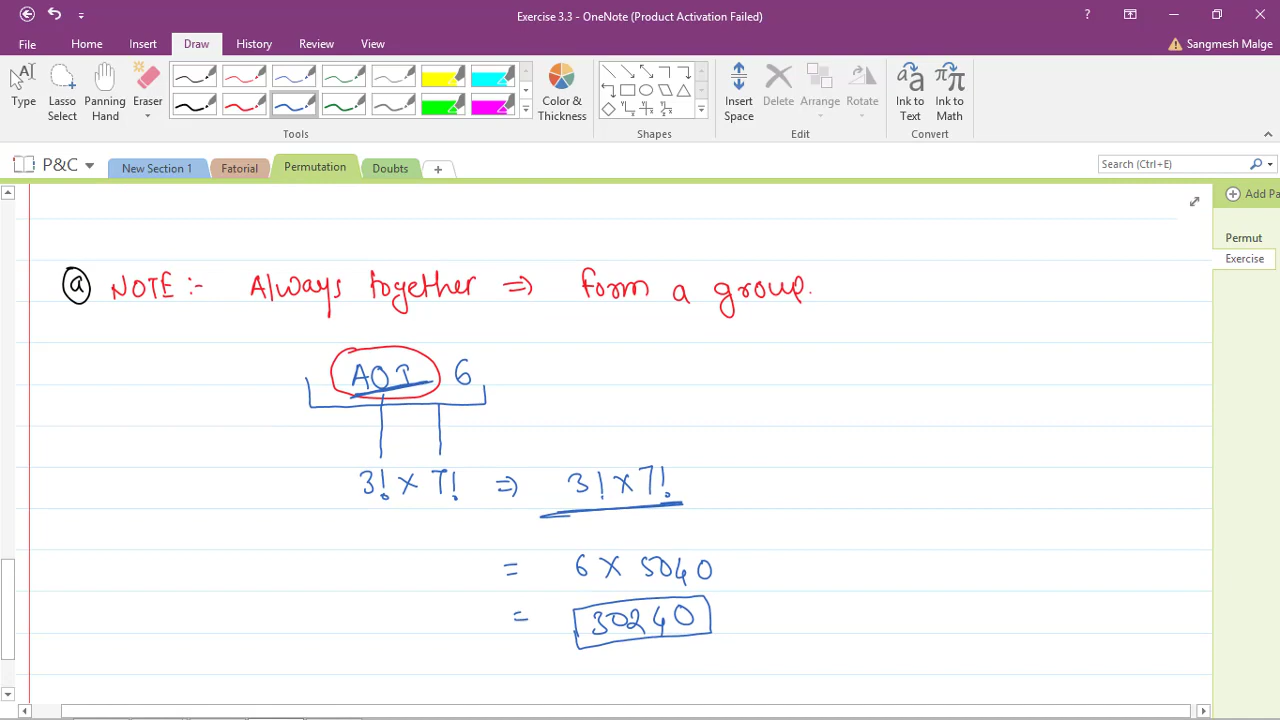 Exercise 3.3 - OneNote (Product Activation Failed)
?
File Home Insert Draw History Review View
Sangmesh Malge
Type Lasso Select Panning Hand Eraser
Color & Thickness
Insert Space Delete Arrange Rotate Ink to Text Ink to Math
Tools Shapes Edit Convert
P&C New Section 1 Fatorial Permutation Doubts +
Search (Ctrl+E)
Add Pa
Permut
Exercise
(a) NOTE :- Always together ⇒ form a group.
AOI 6
3! × 7! ⇒ 3! × 7!
= 6 × 5040
= 30240